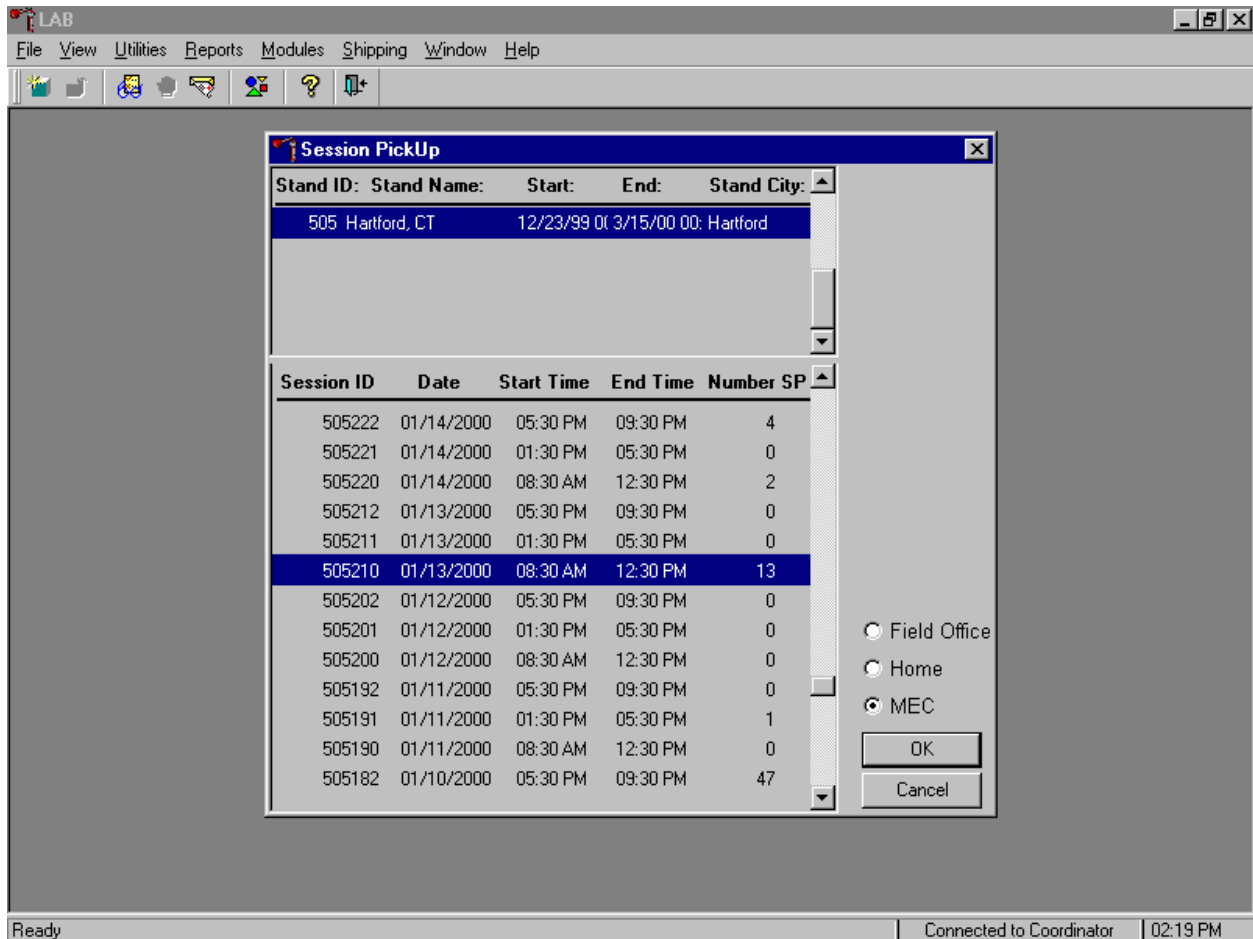 LAB
File View Utilities Reports Modules Shipping Window Help
Session PickUp
Stand ID: Stand Name: Start: End: Stand City:
505 Hartford, CT 12/23/99 0( 3/15/00 00: Hartford
Session ID Date Start Time End Time Number SP
505222 01/14/2000 05:30 PM 09:30 PM 4
505221 01/14/2000 01:30 PM 05:30 PM 0
505220 01/14/2000 08:30 AM 12:30 PM 2
505212 01/13/2000 05:30 PM 09:30 PM 0
505211 01/13/2000 01:30 PM 05:30 PM 0
505210 01/13/2000 08:30 AM 12:30 PM 13
505202 01/12/2000 05:30 PM 09:30 PM 0
505201 01/12/2000 01:30 PM 05:30 PM 0
505200 01/12/2000 08:30 AM 12:30 PM 0
505192 01/11/2000 05:30 PM 09:30 PM 0
505191 01/11/2000 01:30 PM 05:30 PM 1
505190 01/11/2000 08:30 AM 12:30 PM 0
505182 01/10/2000 05:30 PM 09:30 PM 47
Field Office
Home
MEC
OK
Cancel
Ready Connected to Coordinator 02:19 PM